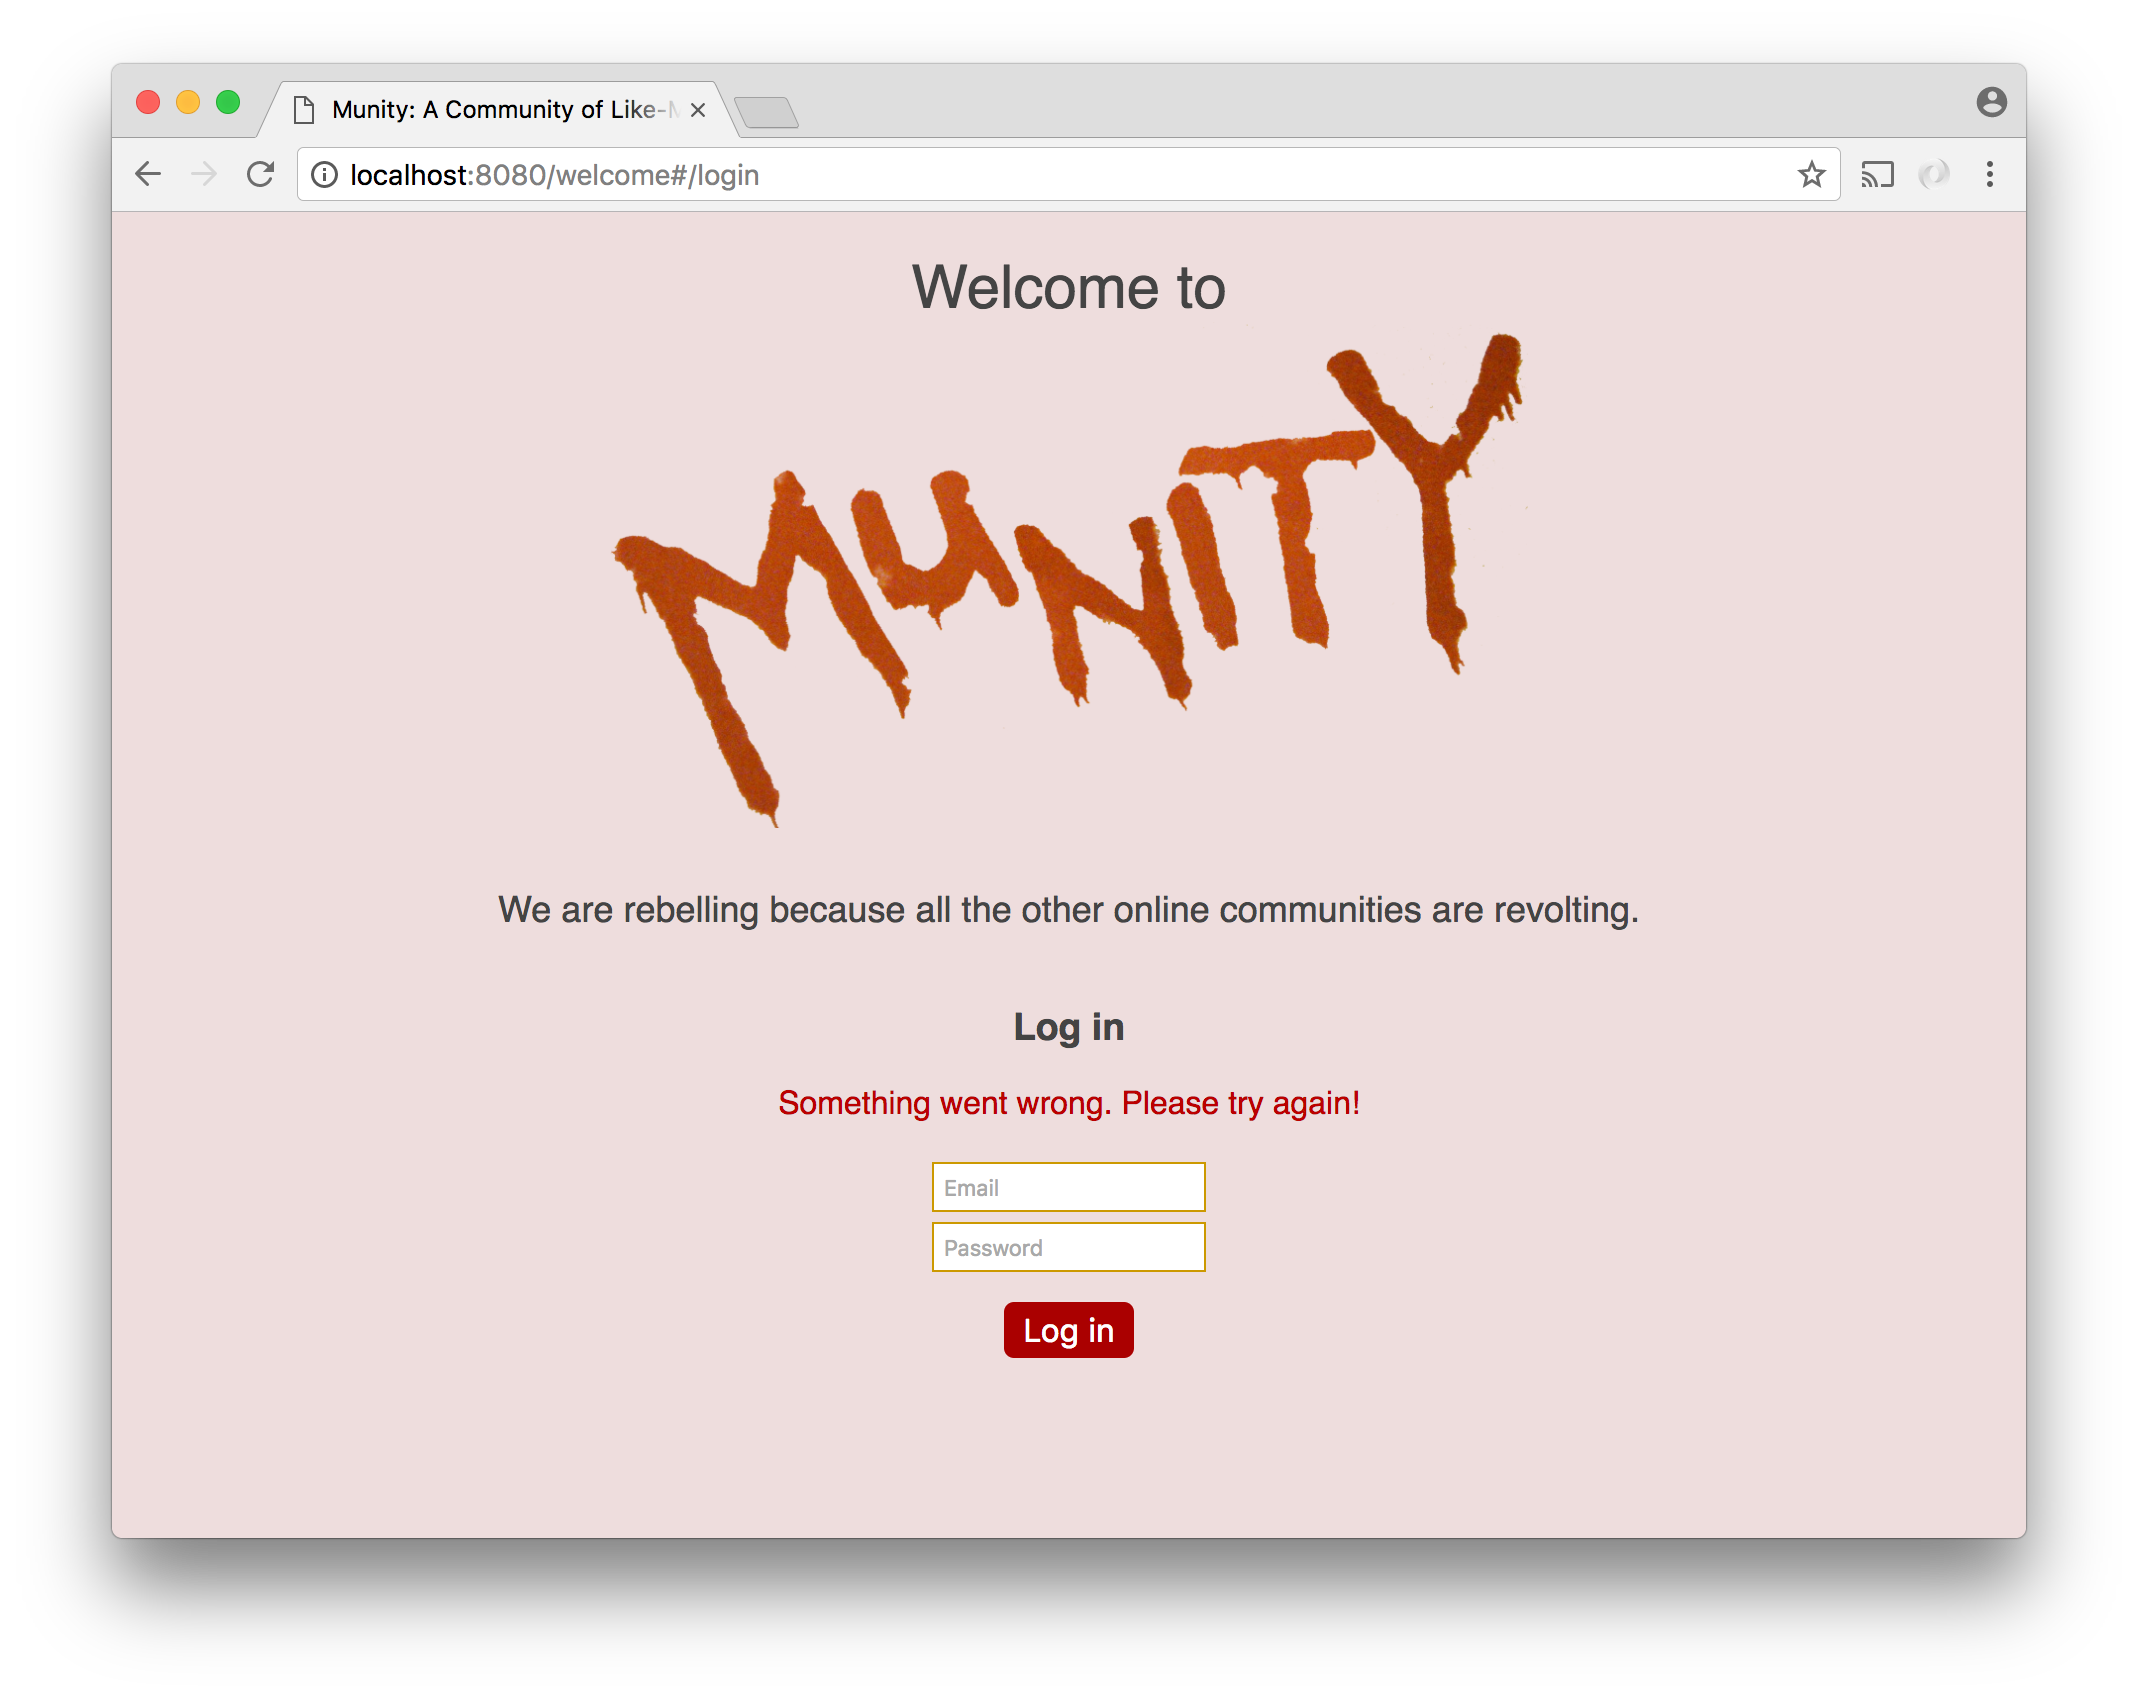 Munity: A Community of Like-
localhost:8080/welcome#/login
Welcome to
MUNITY
We are rebelling because all the other online communities are revolting.
Log in
Something went wrong. Please try again!
Email
Password
Log in